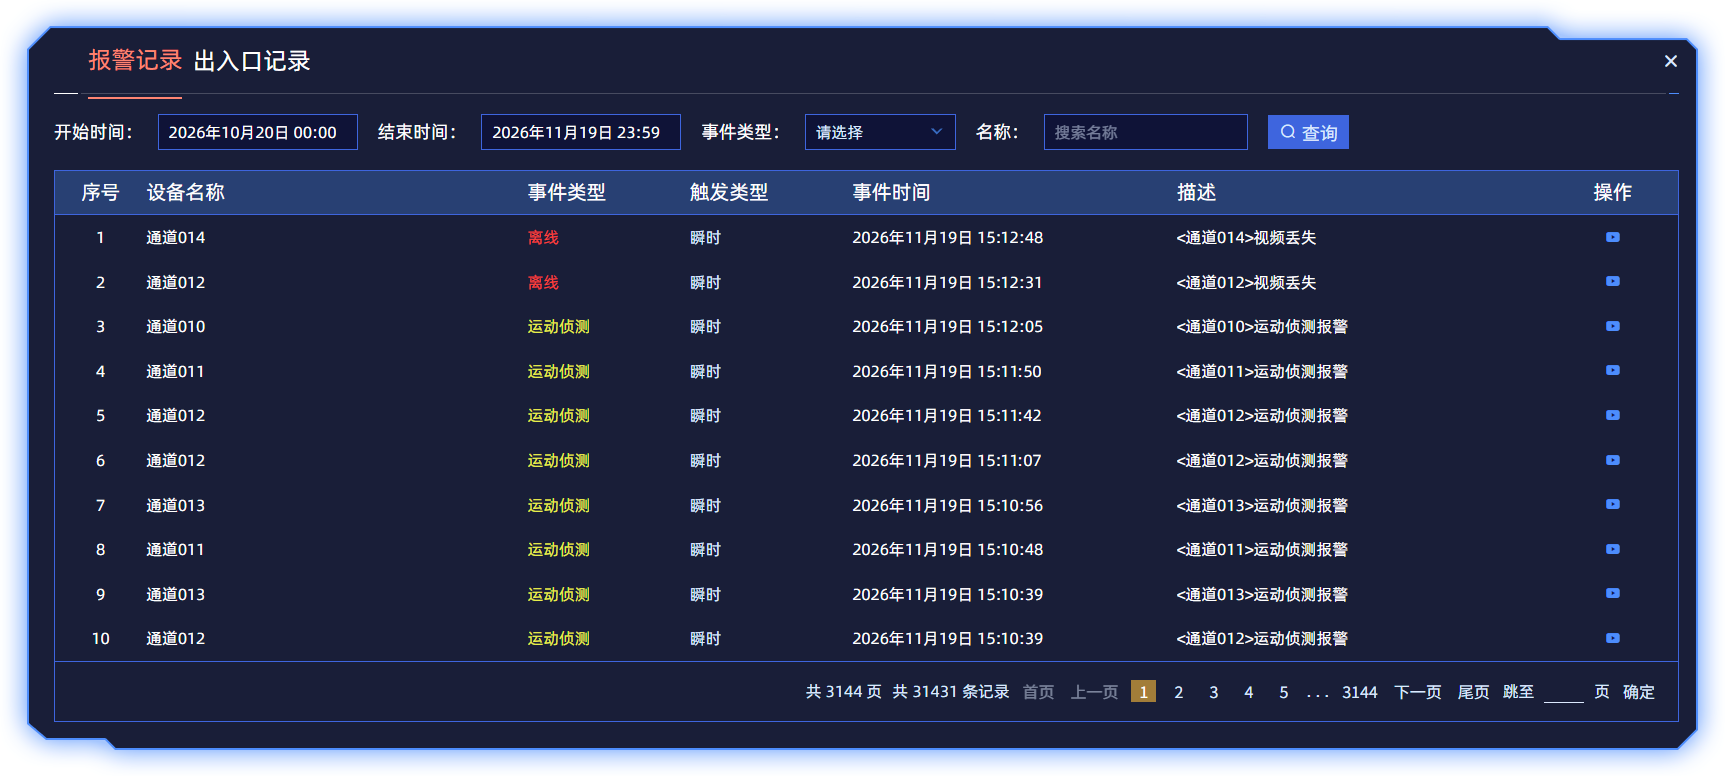 报警记录 出入口记录
开始时间： 2026年10月20日 00:00 结束时间： 2026年11月19日 23:59 事件类型： 请选择 名称： 搜索名称 查询
序号 设备名称 事件类型 触发类型 事件时间 描述 操作
1 通道014 离线 瞬时 2026年11月19日 15:12:48 <通道014>视频丢失
2 通道012 离线 瞬时 2026年11月19日 15:12:31 <通道012>视频丢失
3 通道010 运动侦测 瞬时 2026年11月19日 15:12:05 <通道010>运动侦测报警
4 通道011 运动侦测 瞬时 2026年11月19日 15:11:50 <通道011>运动侦测报警
5 通道012 运动侦测 瞬时 2026年11月19日 15:11:42 <通道012>运动侦测报警
6 通道012 运动侦测 瞬时 2026年11月19日 15:11:07 <通道012>运动侦测报警
7 通道013 运动侦测 瞬时 2026年11月19日 15:10:56 <通道013>运动侦测报警
8 通道011 运动侦测 瞬时 2026年11月19日 15:10:48 <通道011>运动侦测报警
9 通道013 运动侦测 瞬时 2026年11月19日 15:10:39 <通道013>运动侦测报警
10 通道012 运动侦测 瞬时 2026年11月19日 15:10:39 <通道012>运动侦测报警
共 3144 页 共 31431 条记录 首页 上一页 1 2 3 4 5 ... 3144 下一页 尾页 跳至 页 确定